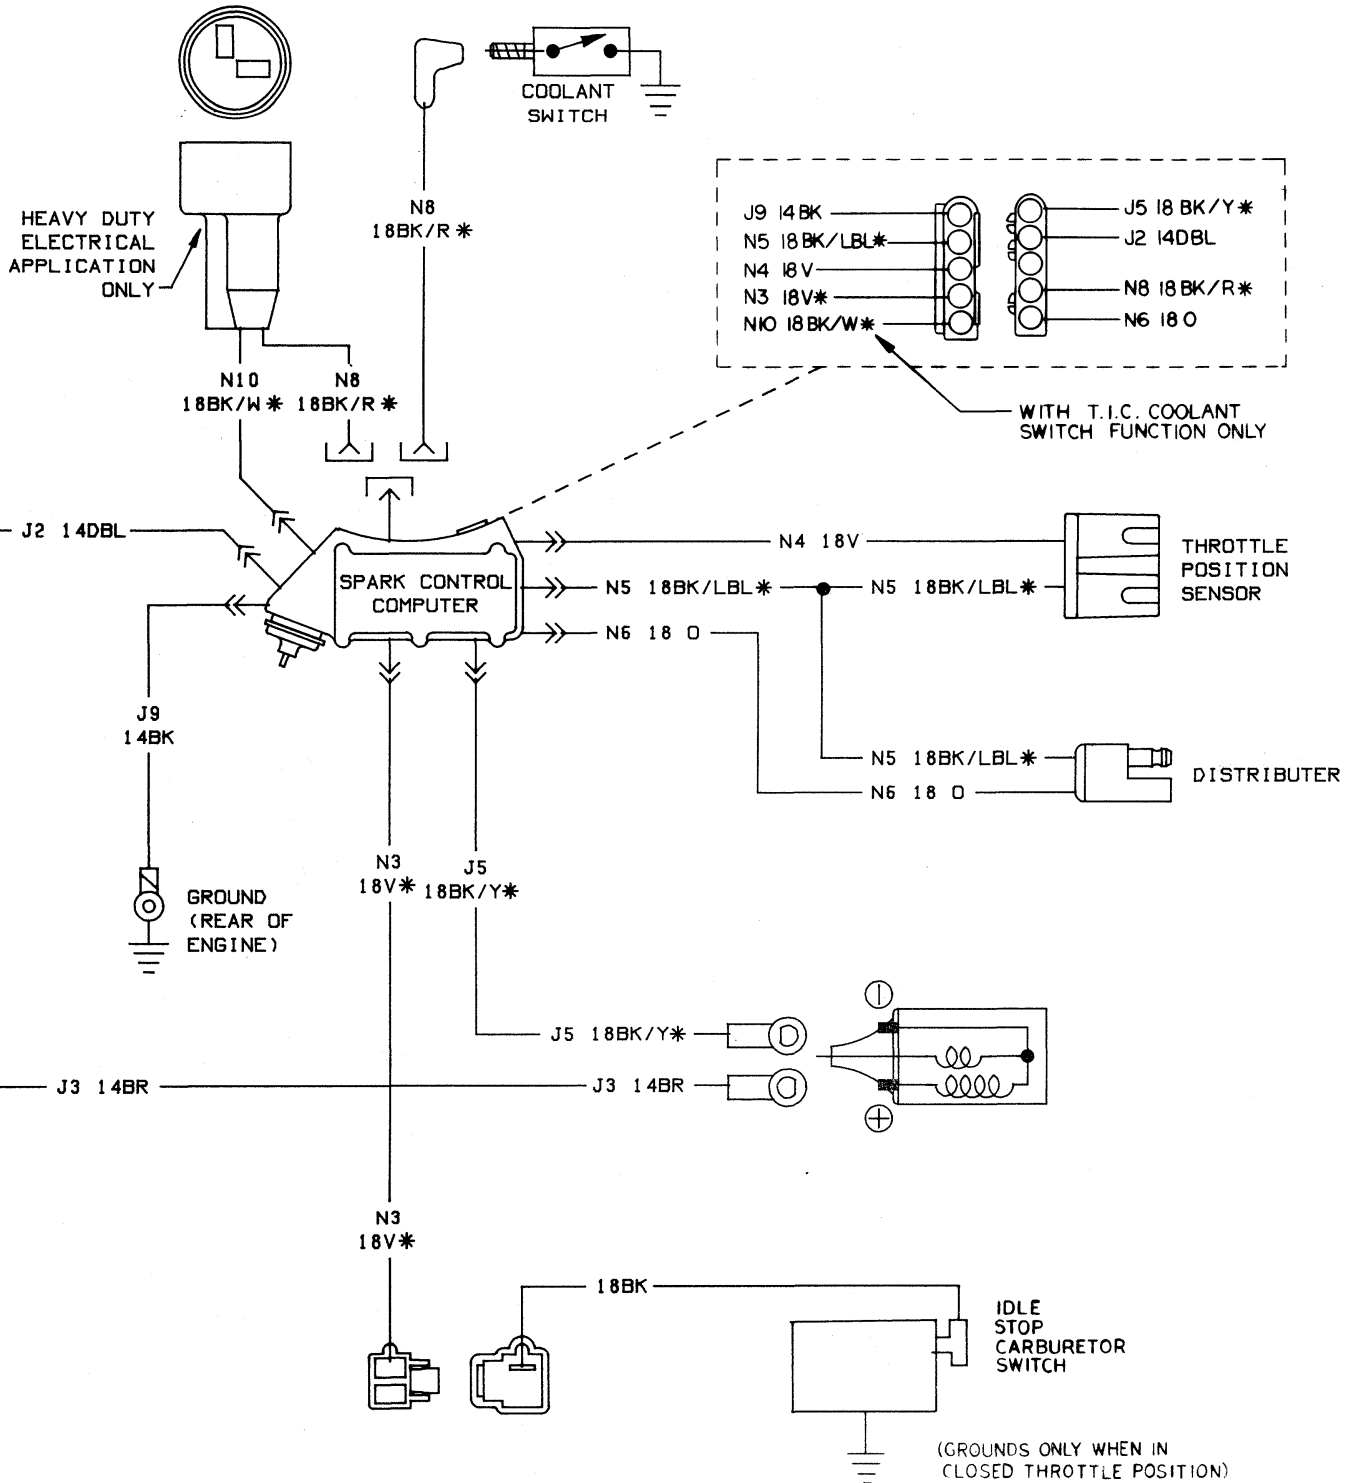 COOLANT
SWITCH
HEAVY DUTY
ELECTRICAL
APPLICATION
ONLY
N8
18BK/R*
J9 14BK
N5 18BK/LBL*
N4 18V
N3 18V*
N10 18BK/W*
J5 18BK/Y*
J2 14DBL
N8 18BK/R*
N6 18 O
WITH T.I.C. COOLANT
SWITCH FUNCTION ONLY
N10
18BK/W*
N8
18BK/R*
J2 14DBL
SPARK CONTROL
COMPUTER
N4 18V
N5 18BK/LBL*
N5 18BK/LBL*
N6 18 O
THROTTLE
POSITION
SENSOR
J9
14BK
N5 18BK/LBL*
N6 18 O
DISTRIBUTER
GROUND
(REAR OF
ENGINE)
N3
18V*
J5
18BK/Y*
J5 18BK/Y*
J3 14BR
J3 14BR
N3
18V*
18BK
IDLE
STOP
CARBURETOR
SWITCH
(GROUNDS ONLY WHEN IN
CLOSED THROTTLE POSITION)